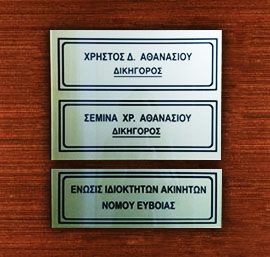 ΧΡΗΣΤΟΣ Δ. ΑΘΑΝΑΣΙΟΥ
ΔΙΚΗΓΟΡΟΣ
ΣΕΜΙΝΑ ΧΡ. ΑΘΑΝΑΣΙΟΥ
ΔΙΚΗΓΟΡΟΣ
ΕΝΩΣΙΣ ΙΔΙΟΚΤΗΤΩΝ ΑΚΙΝΗΤΩΝ
ΝΟΜΟΥ ΕΥΒΟΙΑΣ